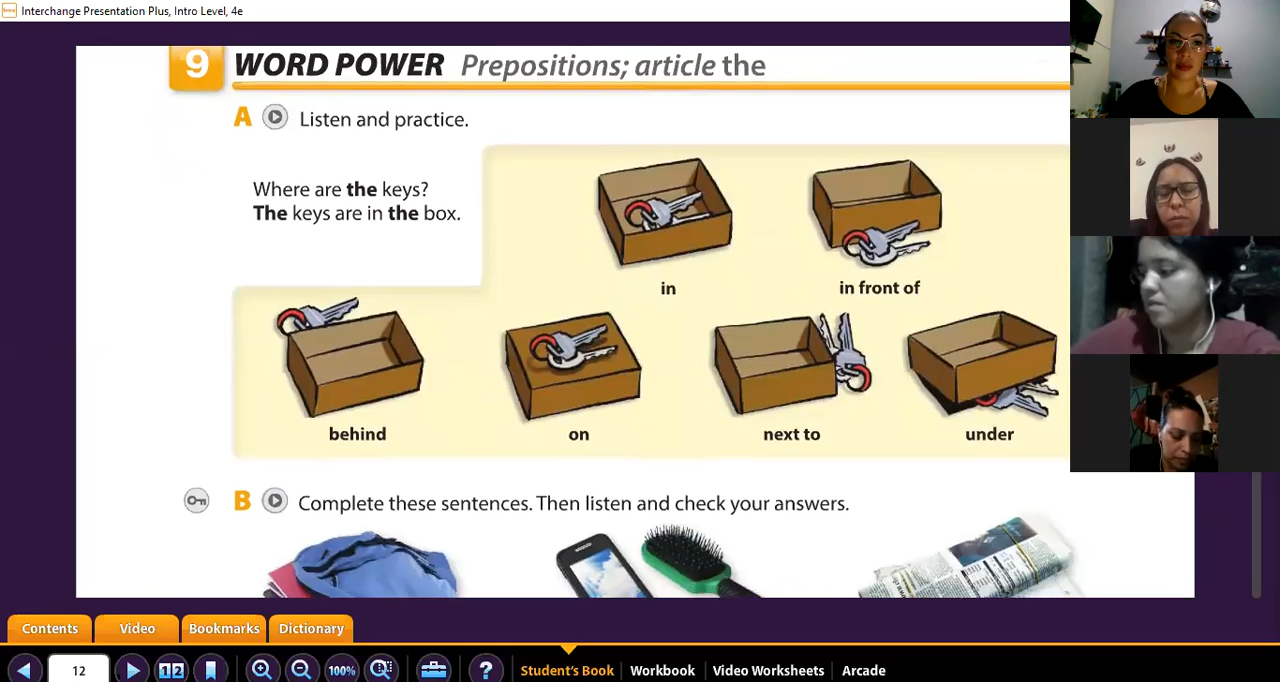 Interchange Presentation Plus, Intro Level, 4e
9 WORD POWER Prepositions; article the
A Listen and practice.
Where are the keys?
The keys are in the box.
in
in front of
behind
on
next to
under
B Complete these sentences. Then listen and check your answers.
Contents
Video
Bookmarks
Dictionary
12
12
100%
?
Student's Book
Workbook
Video Worksheets
Arcade